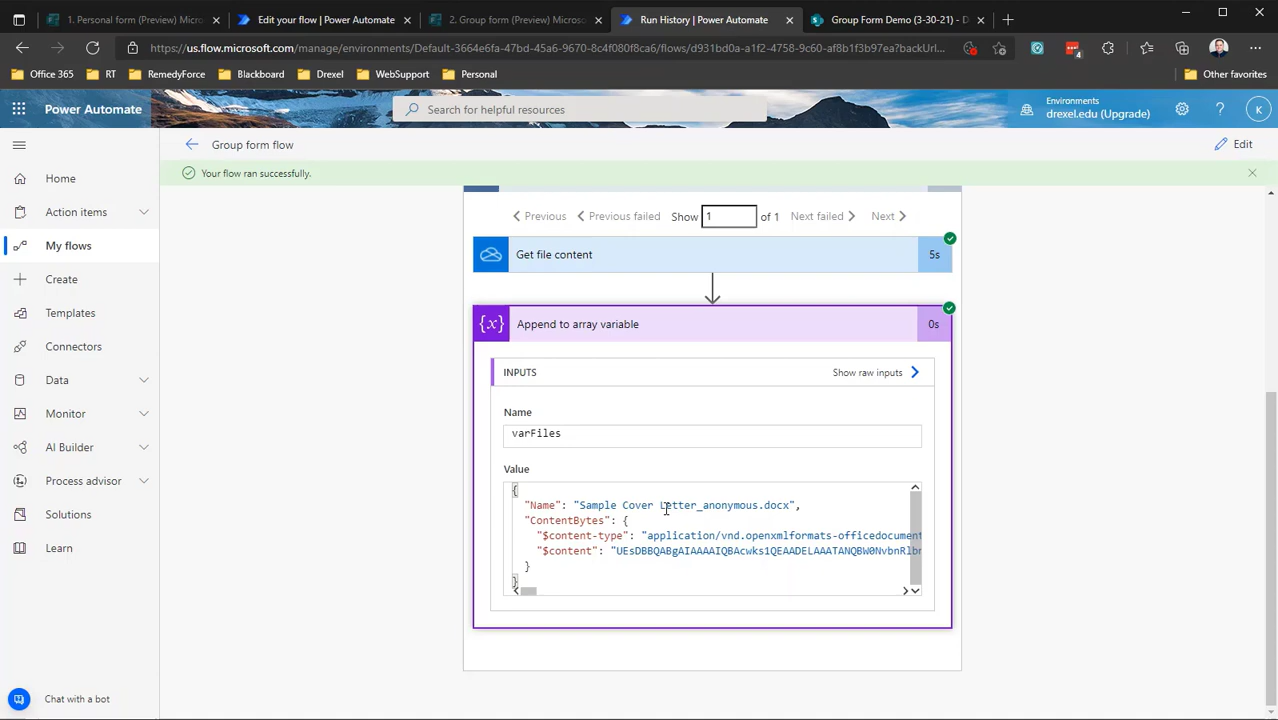 1. Personal form (Preview) Micros
Edit your flow | Power Automate
2. Group form (Preview) Microso
Run History | Power Automate
Group Form Demo (3-30-21) - D
https://us.flow.microsoft.com/manage/environments/Default-3664e6fa-47bd-45a6-9670-8c4f080f8ca6/flows/d931bd0a-a1f2-4758-9c60-af8b1f3b97ea?backUrl...
4
Office 365
RT
RemedyForce
Blackboard
Drexel
WebSupport
Personal
Other favorites
Power Automate
Search for helpful resources
Environments
drexel.edu (Upgrade)
?
K
Group form flow
Edit
Your flow ran successfully.
Home
Action items
My flows
Create
Templates
Connectors
Data
Monitor
AI Builder
Process advisor
Solutions
Learn
Chat with a bot
Previous
Previous failed
Show
1
of 1
Next failed
Next
Get file content
5s
{x}
Append to array variable
0s
INPUTS
Show raw inputs
Name
varFiles
Value
{
"Name": "Sample Cover Letter_anonymous.docx",
"ContentBytes": {
"$content-type": "application/vnd.openxmlformats-officedocument
"$content": "UEsDBBQABgAIAAAAIQBAcwks1QEAADELAAATANQBW0NvbnRlbn
}
}